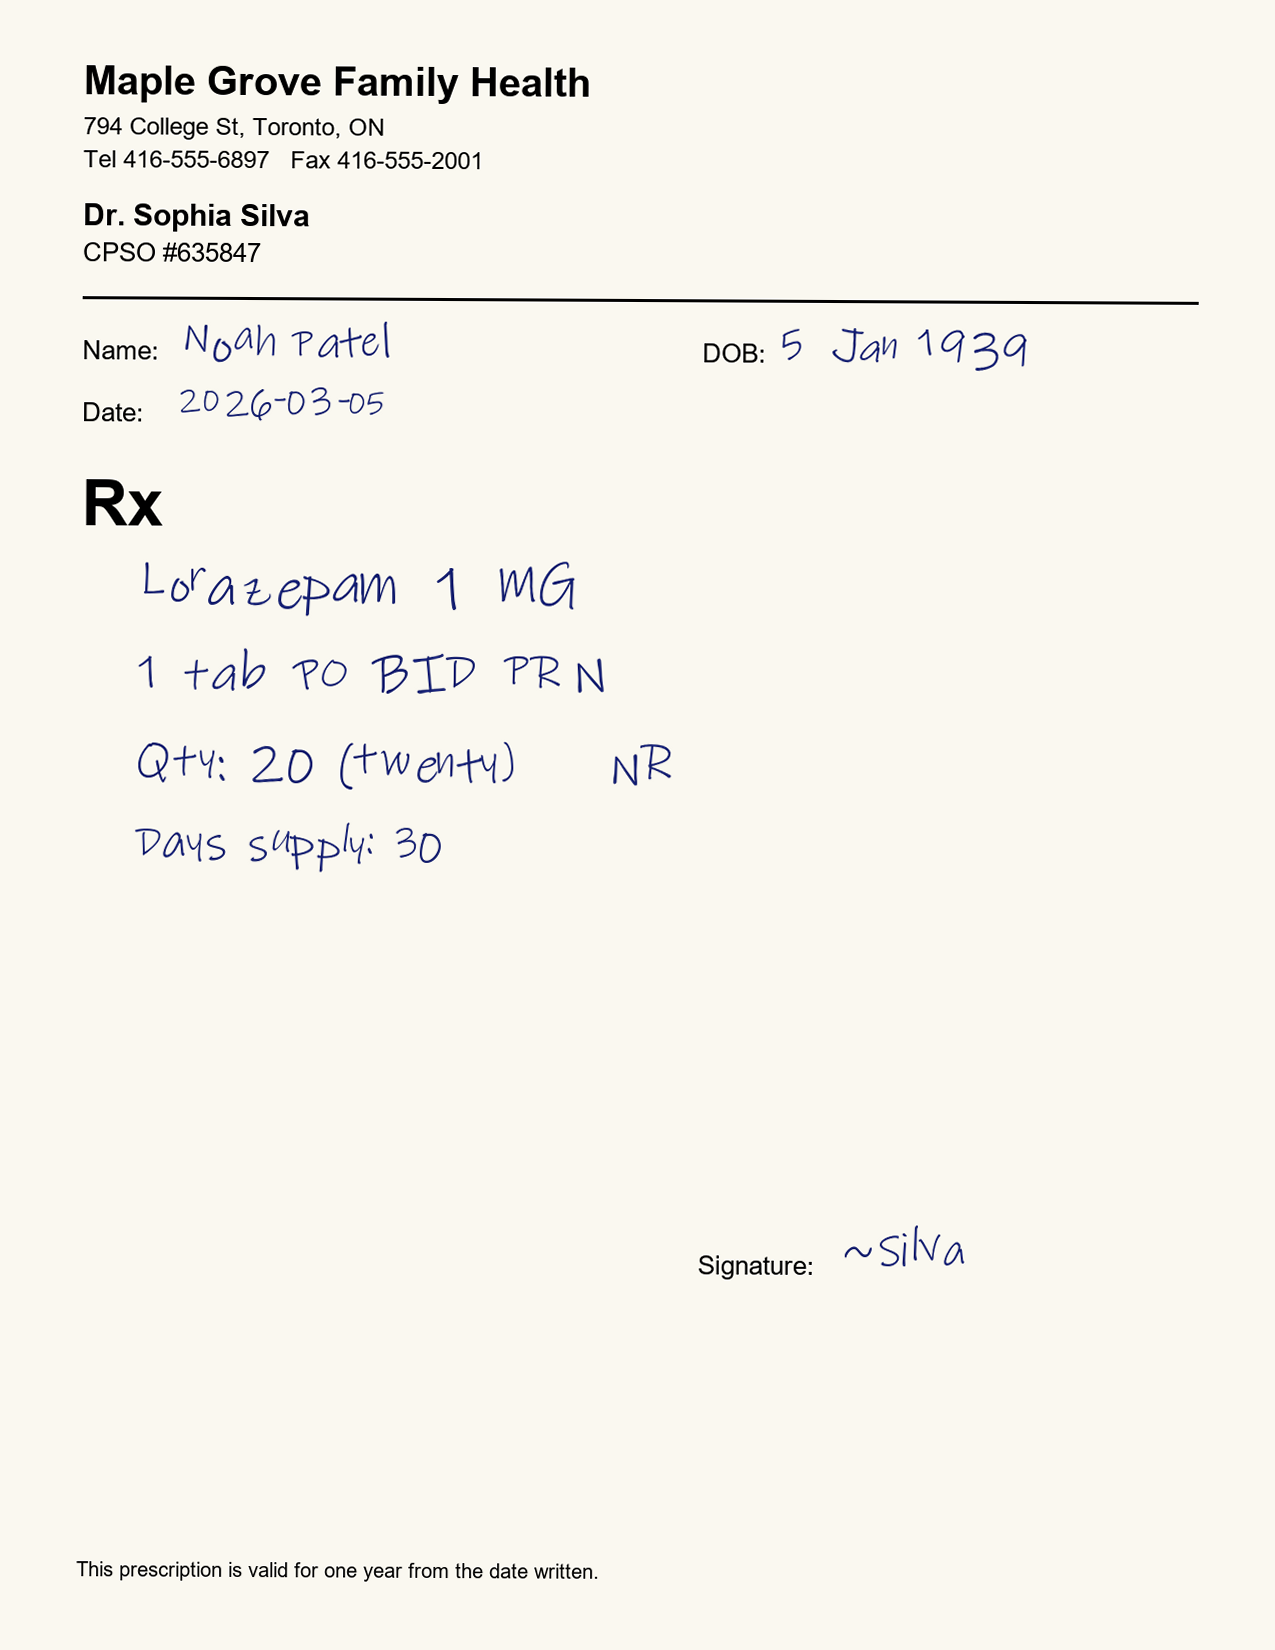 Maple Grove Family Health
794 College St, Toronto, ON
Tel 416-555-6897 Fax 416-555-2001
Dr. Sophia Silva
CPSO #635847
Name: Noah Patel DOB: 5 Jan 1939
Date: 2026-03-05
Rx
Lorazepam 1 MG
1 tab PO BID PRN
Qty: 20 (twenty) NR
Days supply: 30
Signature: ~Silva
This prescription is valid for one year from the date written.